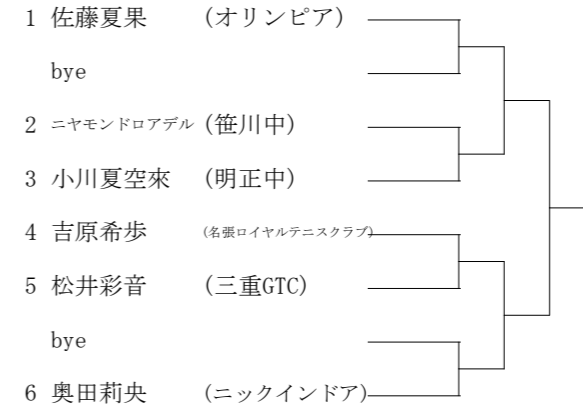 1 佐藤夏果 (オリンピア)
bye
2 ニヤモンドロアデル (笹川中)
3 小川夏空來 (明正中)
4 吉原希歩 (名張ロイヤルテニスクラブ)
5 松井彩音 (三重GTC)
bye
6 奥田莉央 (ニックインドア)